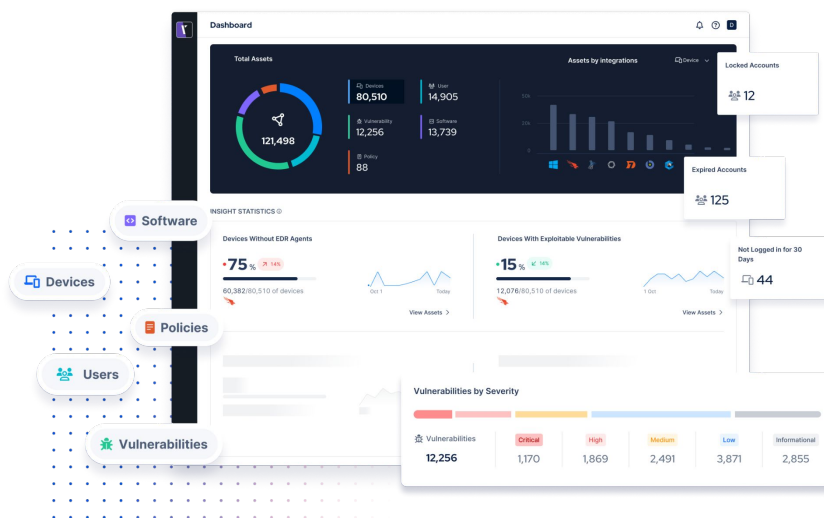 Dashboard
D
Total Assets
121,498
Devices
80,510
User
14,905
Vulnerability
12,256
Software
13,739
Policy
88
Assets by integrations
Device
50k
0
Locked Accounts
12
Expired Accounts
125
Not Logged in for 30
Days
44
INSIGHT STATISTICS
Devices Without EDR Agents
75%
14%
60,382/80,510 of devices
Oct 1
Today
View Assets >
Devices With Exploitable Vulnerabilities
15%
14%
12,076/80,510 of devices
1 Oct
Today
View Assets >
Software
Devices
Policies
Users
Vulnerabilities
Vulnerabilities by Severity
Vulnerabilities
12,256
Critical
1,170
High
1,869
Medium
2,491
Low
3,871
Informational
2,855